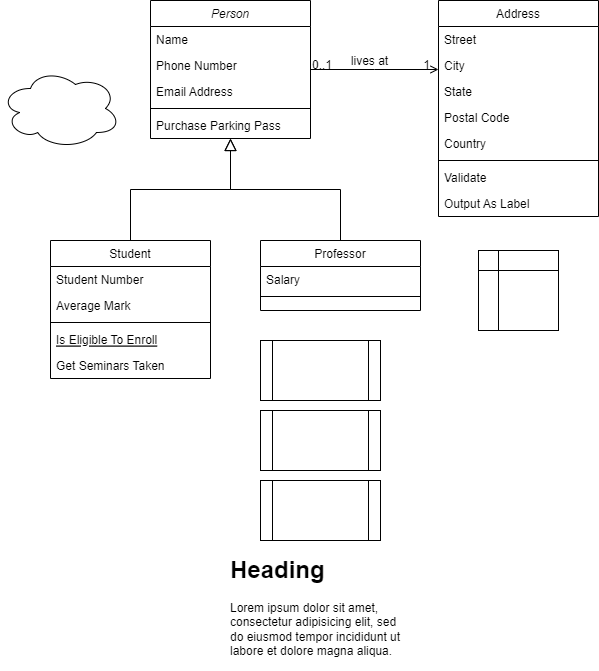 Person
Name
Phone Number
Email Address
Purchase Parking Pass
0..1
lives at
1
Address
Street
City
State
Postal Code
Country
Validate
Output As Label
Student
Student Number
Average Mark
Is Eligible To Enroll
Get Seminars Taken
Professor
Salary
Heading
Lorem ipsum dolor sit amet,
consectetur adipisicing elit, sed
do eiusmod tempor incididunt ut
labore et dolore magna aliqua.